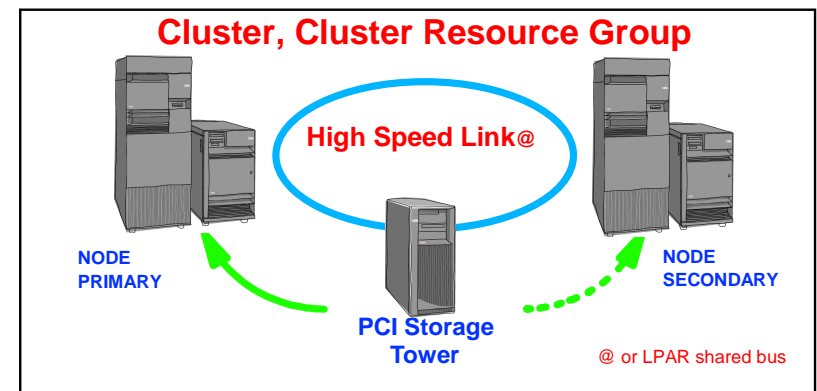 Cluster, Cluster Resource Group
High Speed Link@
NODE
PRIMARY
NODE
SECONDARY
PCI Storage
Tower
@ or LPAR shared bus